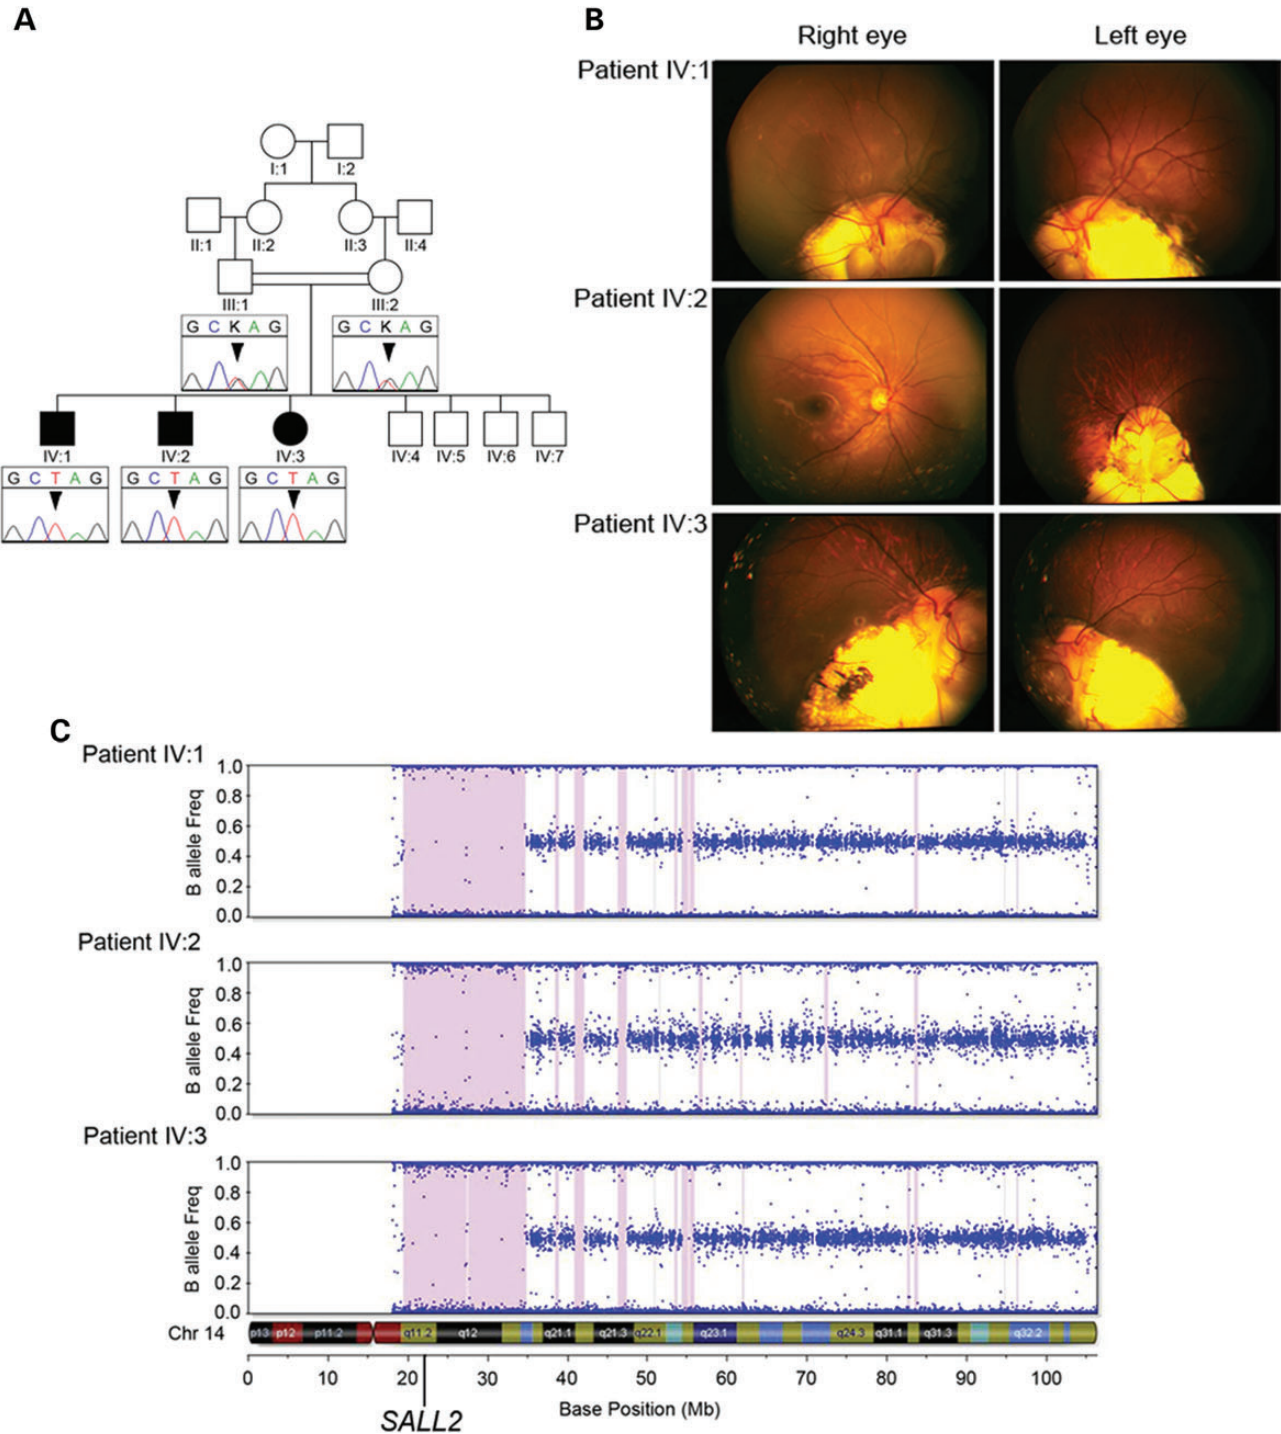 A
I:1 I:2
II:1 II:2 II:3 II:4
III:1 III:2
G C K A G G C K A G
IV:1 IV:2 IV:3 IV:4 IV:5 IV:6 IV:7
G C T A G G C T A G G C T A G
B
Right eye Left eye
Patient IV:1
Patient IV:2
Patient IV:3
C
Patient IV:1
B allele Freq
1.0
0.8
0.6
0.4
0.2
0.0
Patient IV:2
B allele Freq
1.0
0.8
0.6
0.4
0.2
0.0
Patient IV:3
B allele Freq
1.0
0.8
0.6
0.4
0.2
0.0
Chr 14 p13 p12 p11.2 q11.2 q12 q21.1 q21.3 q22.1 q23.1 q24.3 q31.1 q31.3 q32.2
0 10 20 30 40 50 60 70 80 90 100
SALL2 Base Position (Mb)